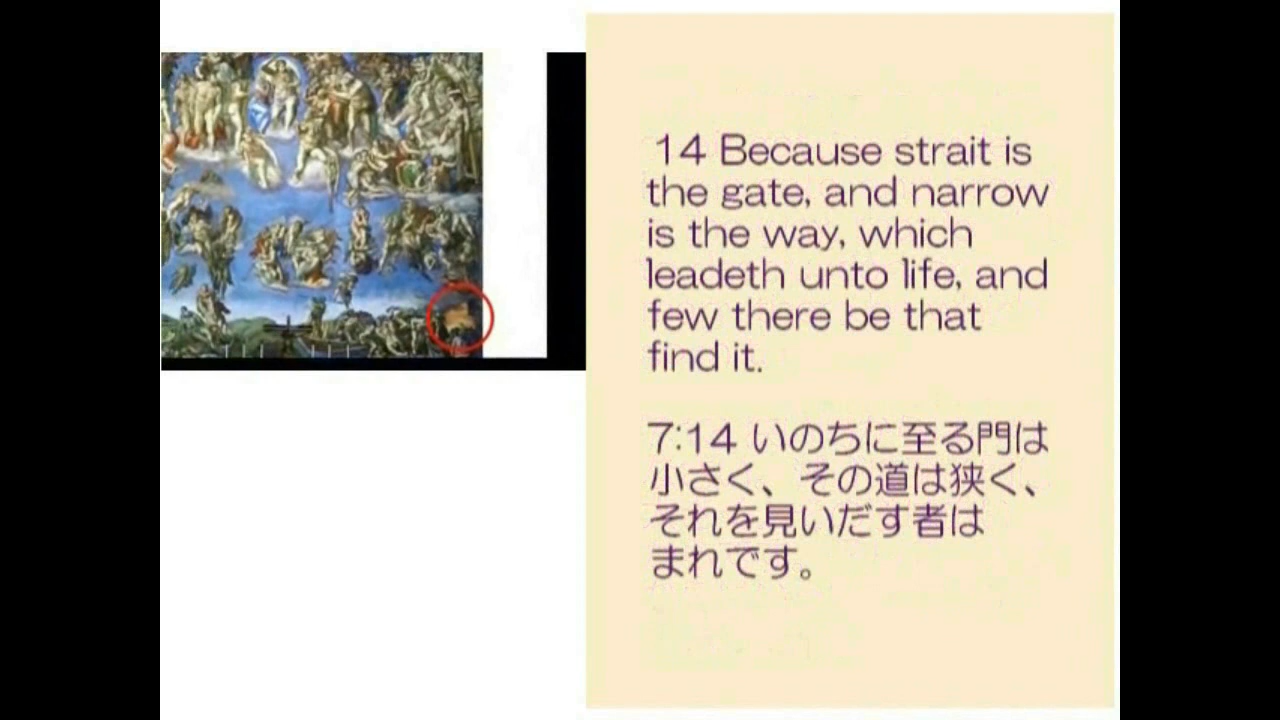 14 Because strait is
the gate, and narrow
is the way, which
leadeth unto life, and
few there be that
find it.
7:14 いのちに至る門は
小さく、その道は狭く、
それを見いだす者は
まれです。